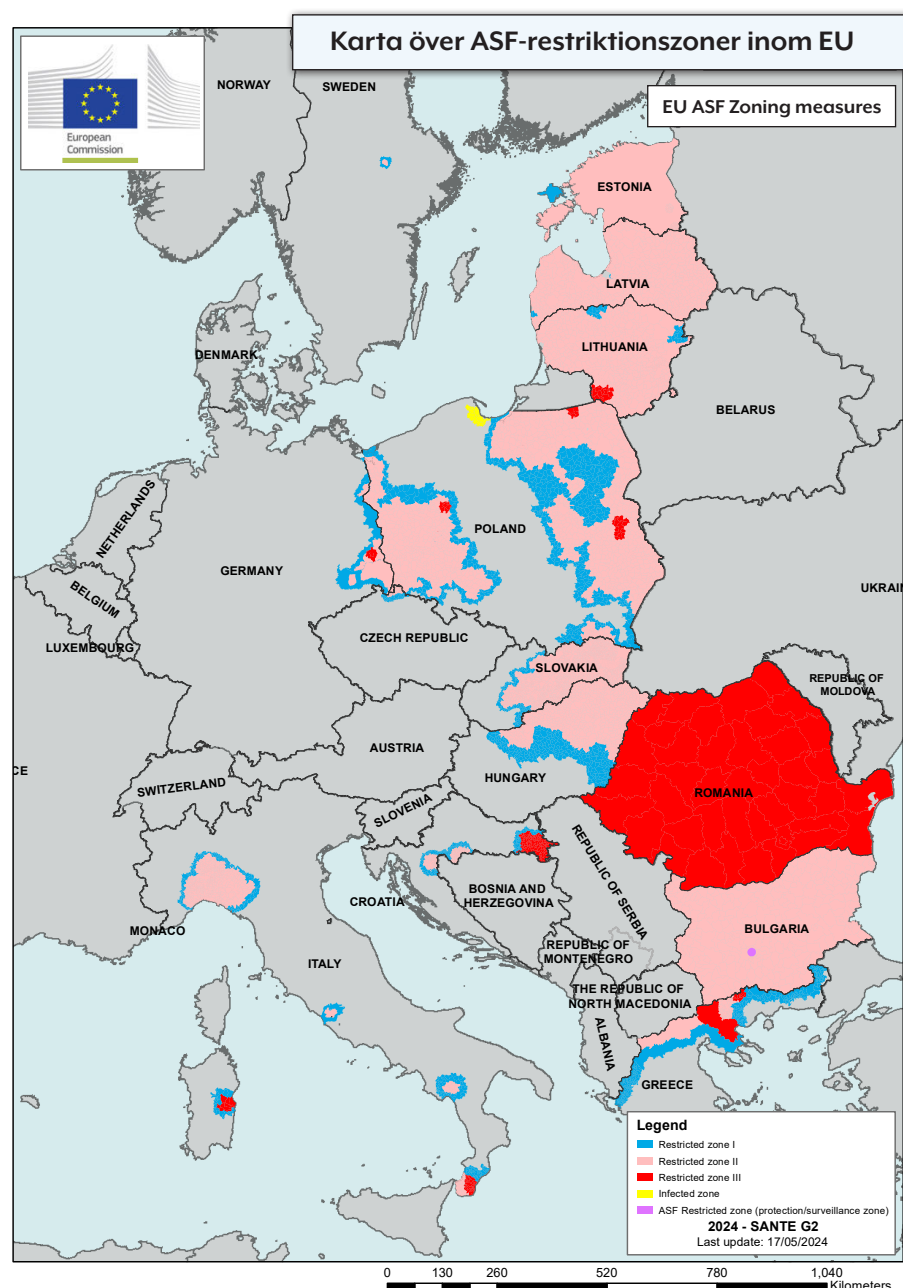 Karta över ASF-restriktionszoner inom EU
EU ASF Zoning measures
European
Commission
NORWAY
SWEDEN
ESTONIA
LATVIA
LITHUANIA
DENMARK
BELARUS
NETHERLANDS
POLAND
GERMANY
BELGIUM
UKRAIN
LUXEMBOURG
CZECH REPUBLIC
SLOVAKIA
REPUBLIC OF
MOLDOVA
AUSTRIA
CE
HUNGARY
SWITZERLAND
ROMANIA
SLOVENIA
REPUBLIC OF SERBIA
BOSNIA AND
HERZEGOVINA
CROATIA
MONACO
BULGARIA
ITALY
REPUBLIC OF
MONTENEGRO
THE REPUBLIC OF
NORTH MACEDONIA
ALBANIA
GREECE
Legend
Restricted zone I
Restricted zone II
Restricted zone III
Infected zone
ASF Restricted zone (protection/surveillance zone)
2024 - SANTE G2
Last update: 17/05/2024
0 130 260 520 780 1,040
Kilometers